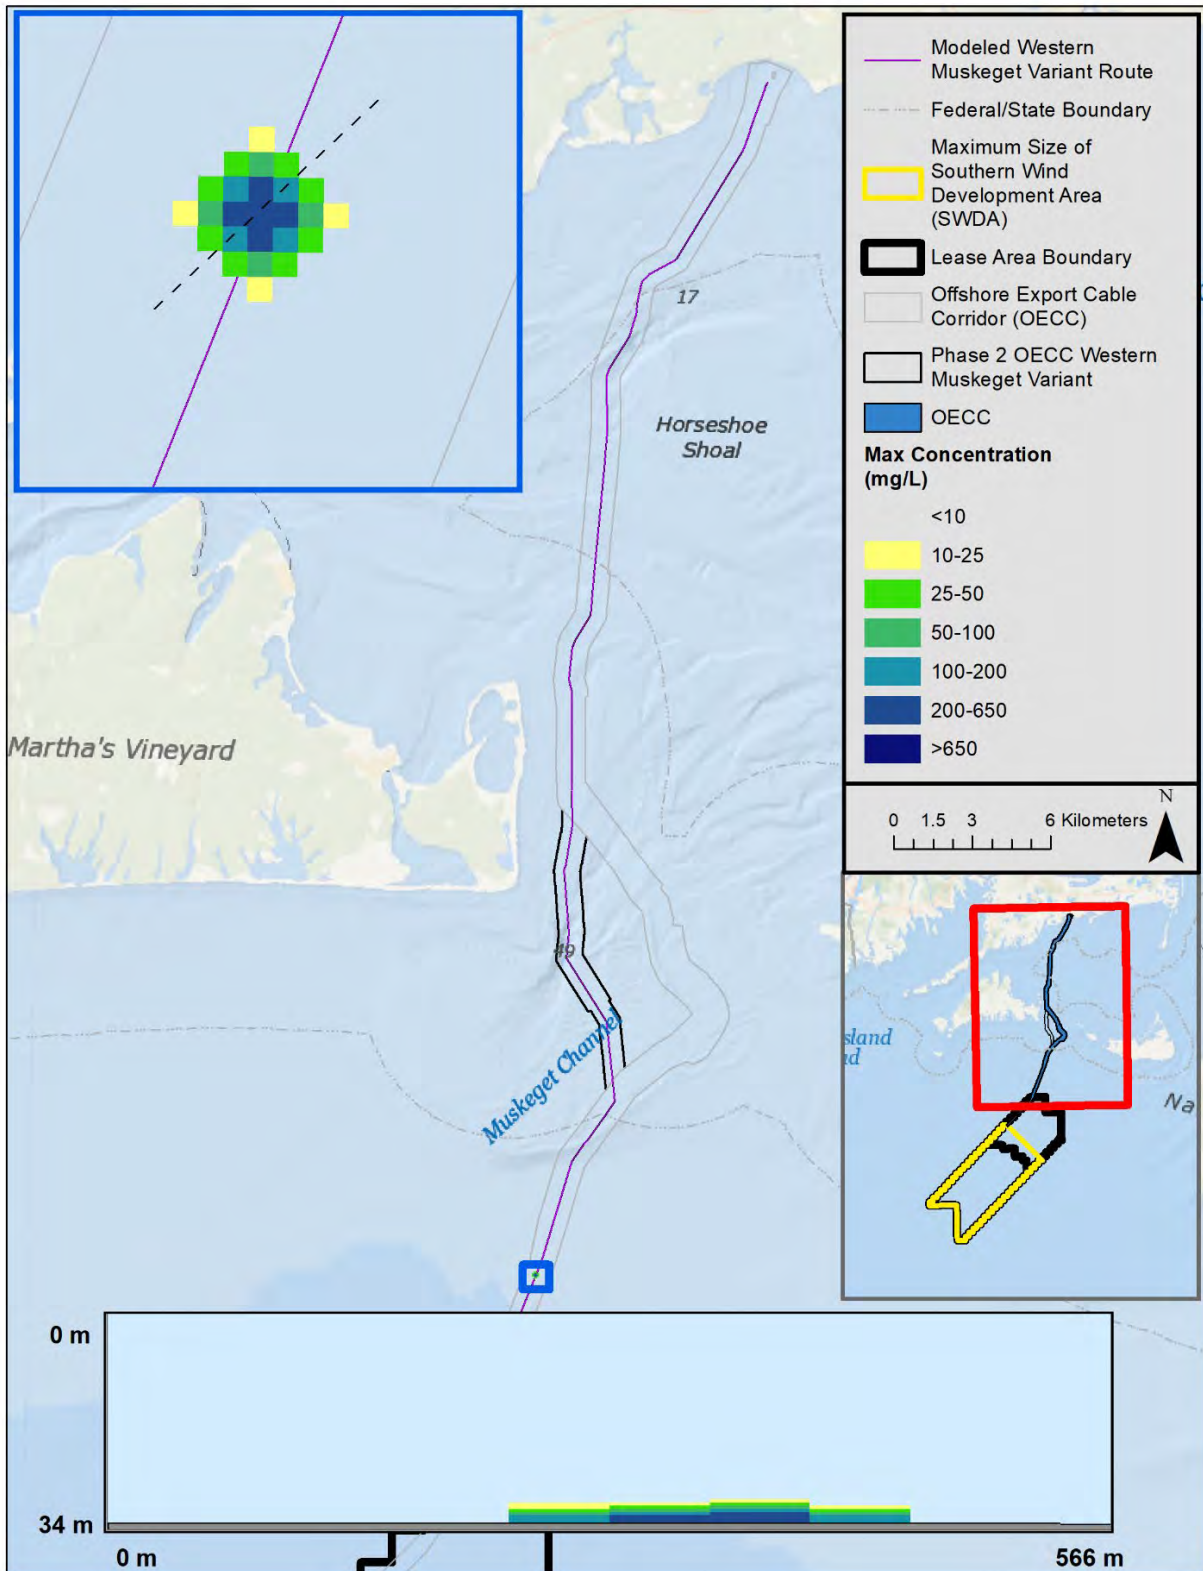 Modeled Western
Muskeget Variant Route
Federal/State Boundary
Maximum Size of
Southern Wind
Development Area
(SWDA)
Lease Area Boundary
Offshore Export Cable
Corridor (OECC)
Phase 2 OECC Western
Muskeget Variant
OECC
Max Concentration
(mg/L)
<10
10-25
25-50
50-100
100-200
200-650
>650
N
0 1.5 3 6 Kilometers
17
Horseshoe
Shoal
Martha's Vineyard
49
Muskeget Channel
sland
nd
Na
0 m
34 m
0 m
566 m